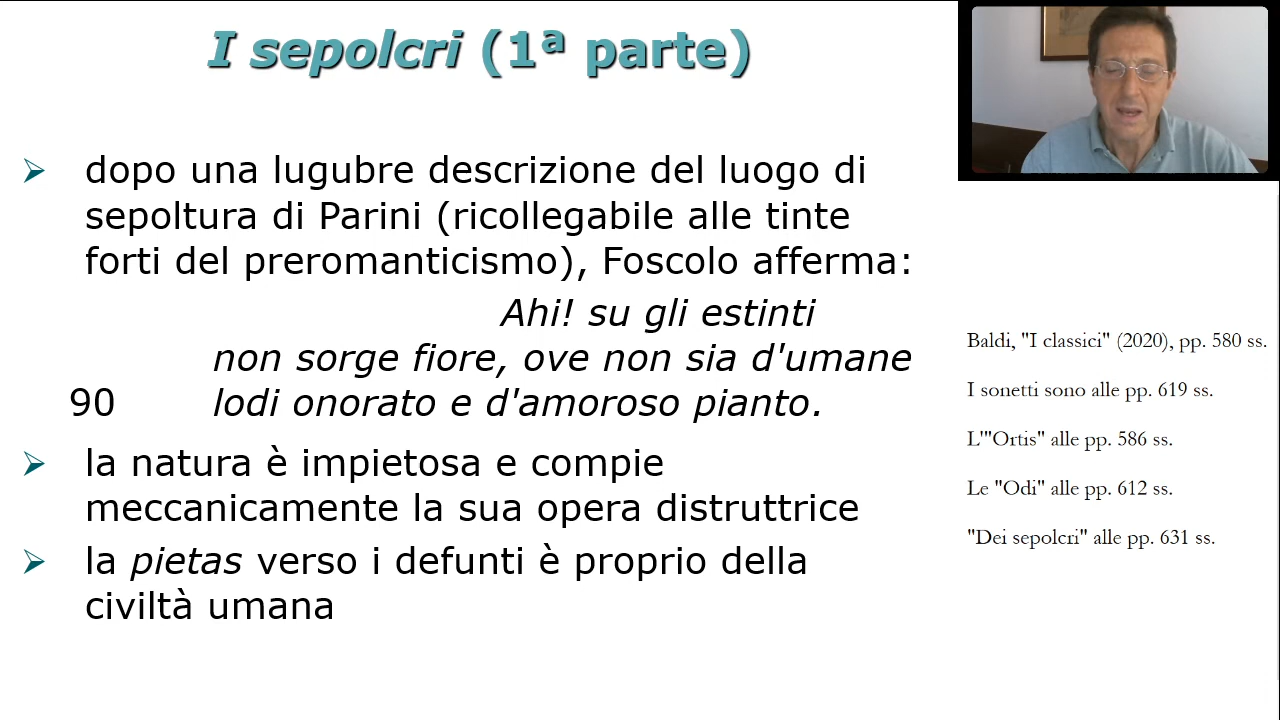 I sepolcri (1ª parte)
dopo una lugubre descrizione del luogo di
sepoltura di Parini (ricollegabile alle tinte
forti del preromanticismo), Foscolo afferma:
Ahi! su gli estinti
non sorge fiore, ove non sia d'umane
90 lodi onorato e d'amoroso pianto.
la natura è impietosa e compie
meccanicamente la sua opera distruttrice
la pietas verso i defunti è proprio della
civiltà umana
Baldi, "I classici" (2020), pp. 580 ss.
I sonetti sono alle pp. 619 ss.
L'"Ortis" alle pp. 586 ss.
Le "Odi" alle pp. 612 ss.
"Dei sepolcri" alle pp. 631 ss.